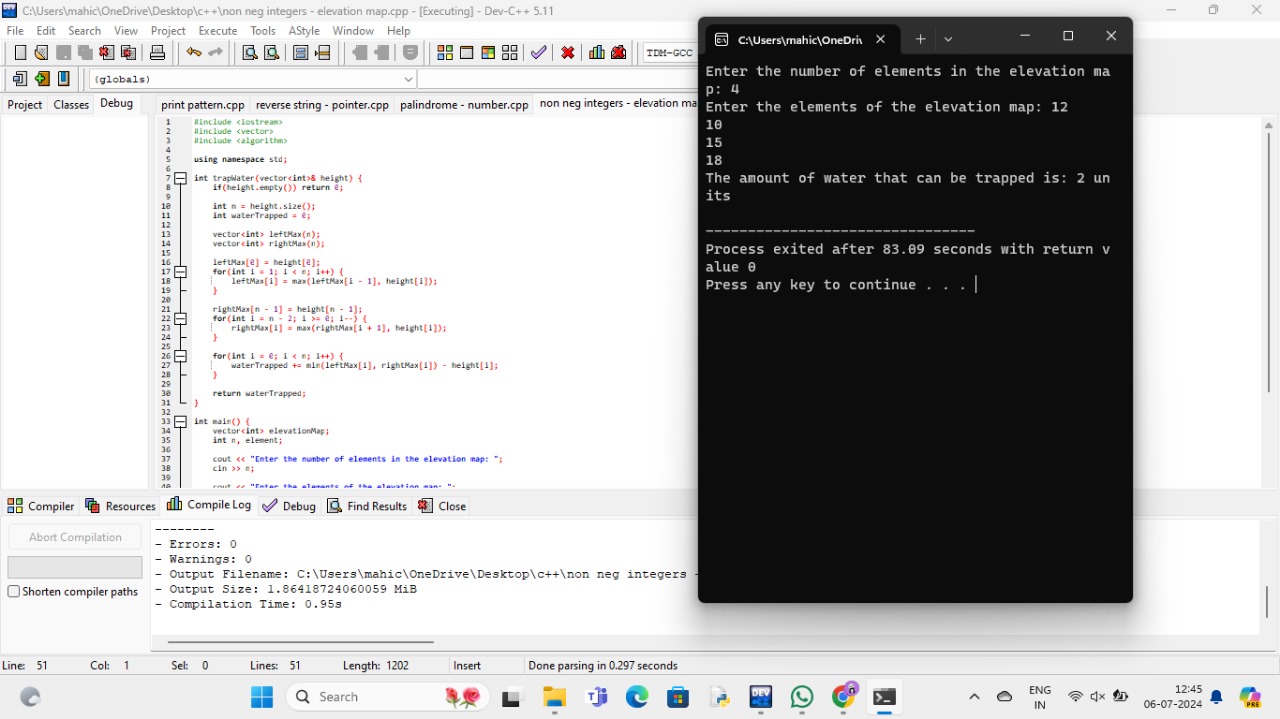 C:\Users\mahic\OneDrive\Desktop\c++\non neg integers - elevation map.cpp - [Executing] - Dev-C++ 5.11
File Edit Search View Project Execute Tools AStyle Window Help
TDM-GCC
(globals)
Project Classes Debug
print pattern.cpp reverse string - pointer.cpp palindrome - number.cpp non neg integers - elevation ma
1 #include <iostream>
2 #include <vector>
3 #include <algorithm>
4
5 using namespace std;
6
7 int trapWater(vector<int>& height) {
8 if(height.empty()) return 0;
9
10 int n = height.size();
11 int waterTrapped = 0;
12
13 vector<int> leftMax(n);
14 vector<int> rightMax(n);
15
16 leftMax[0] = height[0];
17 for(int i = 1; i < n; i++) {
18 leftMax[i] = max(leftMax[i - 1], height[i]);
19 }
20
21 rightMax[n - 1] = height[n - 1];
22 for(int i = n - 2; i >= 0; i--) {
23 rightMax[i] = max(rightMax[i + 1], height[i]);
24 }
25
26 for(int i = 0; i < n; i++) {
27 waterTrapped += min(leftMax[i], rightMax[i]) - height[i];
28 }
29
30 return waterTrapped;
31 }
32
33 int main() {
34 vector<int> elevationMap;
35 int n, element;
36
37 cout << "Enter the number of elements in the elevation map: ";
38 cin >> n;
39
40 cout << "Enter the elements of the elevation map: ";
Compiler Resources Compile Log Debug Find Results Close
Abort Compilation
Shorten compiler paths
--------
- Errors: 0
- Warnings: 0
- Output Filename: C:\Users\mahic\OneDrive\Desktop\c++\non neg integers -
- Output Size: 1.86418724060059 MiB
- Compilation Time: 0.95s
Line: 51 Col: 1 Sel: 0 Lines: 51 Length: 1202 Insert Done parsing in 0.297 seconds
C:\Users\mahic\OneDriv
Enter the number of elements in the elevation ma
p: 4
Enter the elements of the elevation map: 12
10
15
18
The amount of water that can be trapped is: 2 un
its
--------------------------------
Process exited after 83.09 seconds with return v
alue 0
Press any key to continue . . .
Search
DEV
ENG
IN
12:45
06-07-2024
PRE